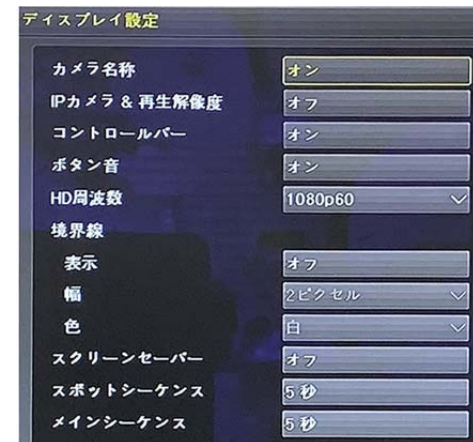 ディスプレイ設定
カメラ名称 オン
IPカメラ & 再生解像度 オフ
コントロールバー オン
ボタン音 オン
HD周波数 1080p60
境界線
表示 オフ
幅 2ピクセル
色 白
スクリーンセーバー オフ
スポットシーケンス 5秒
メインシーケンス 5秒